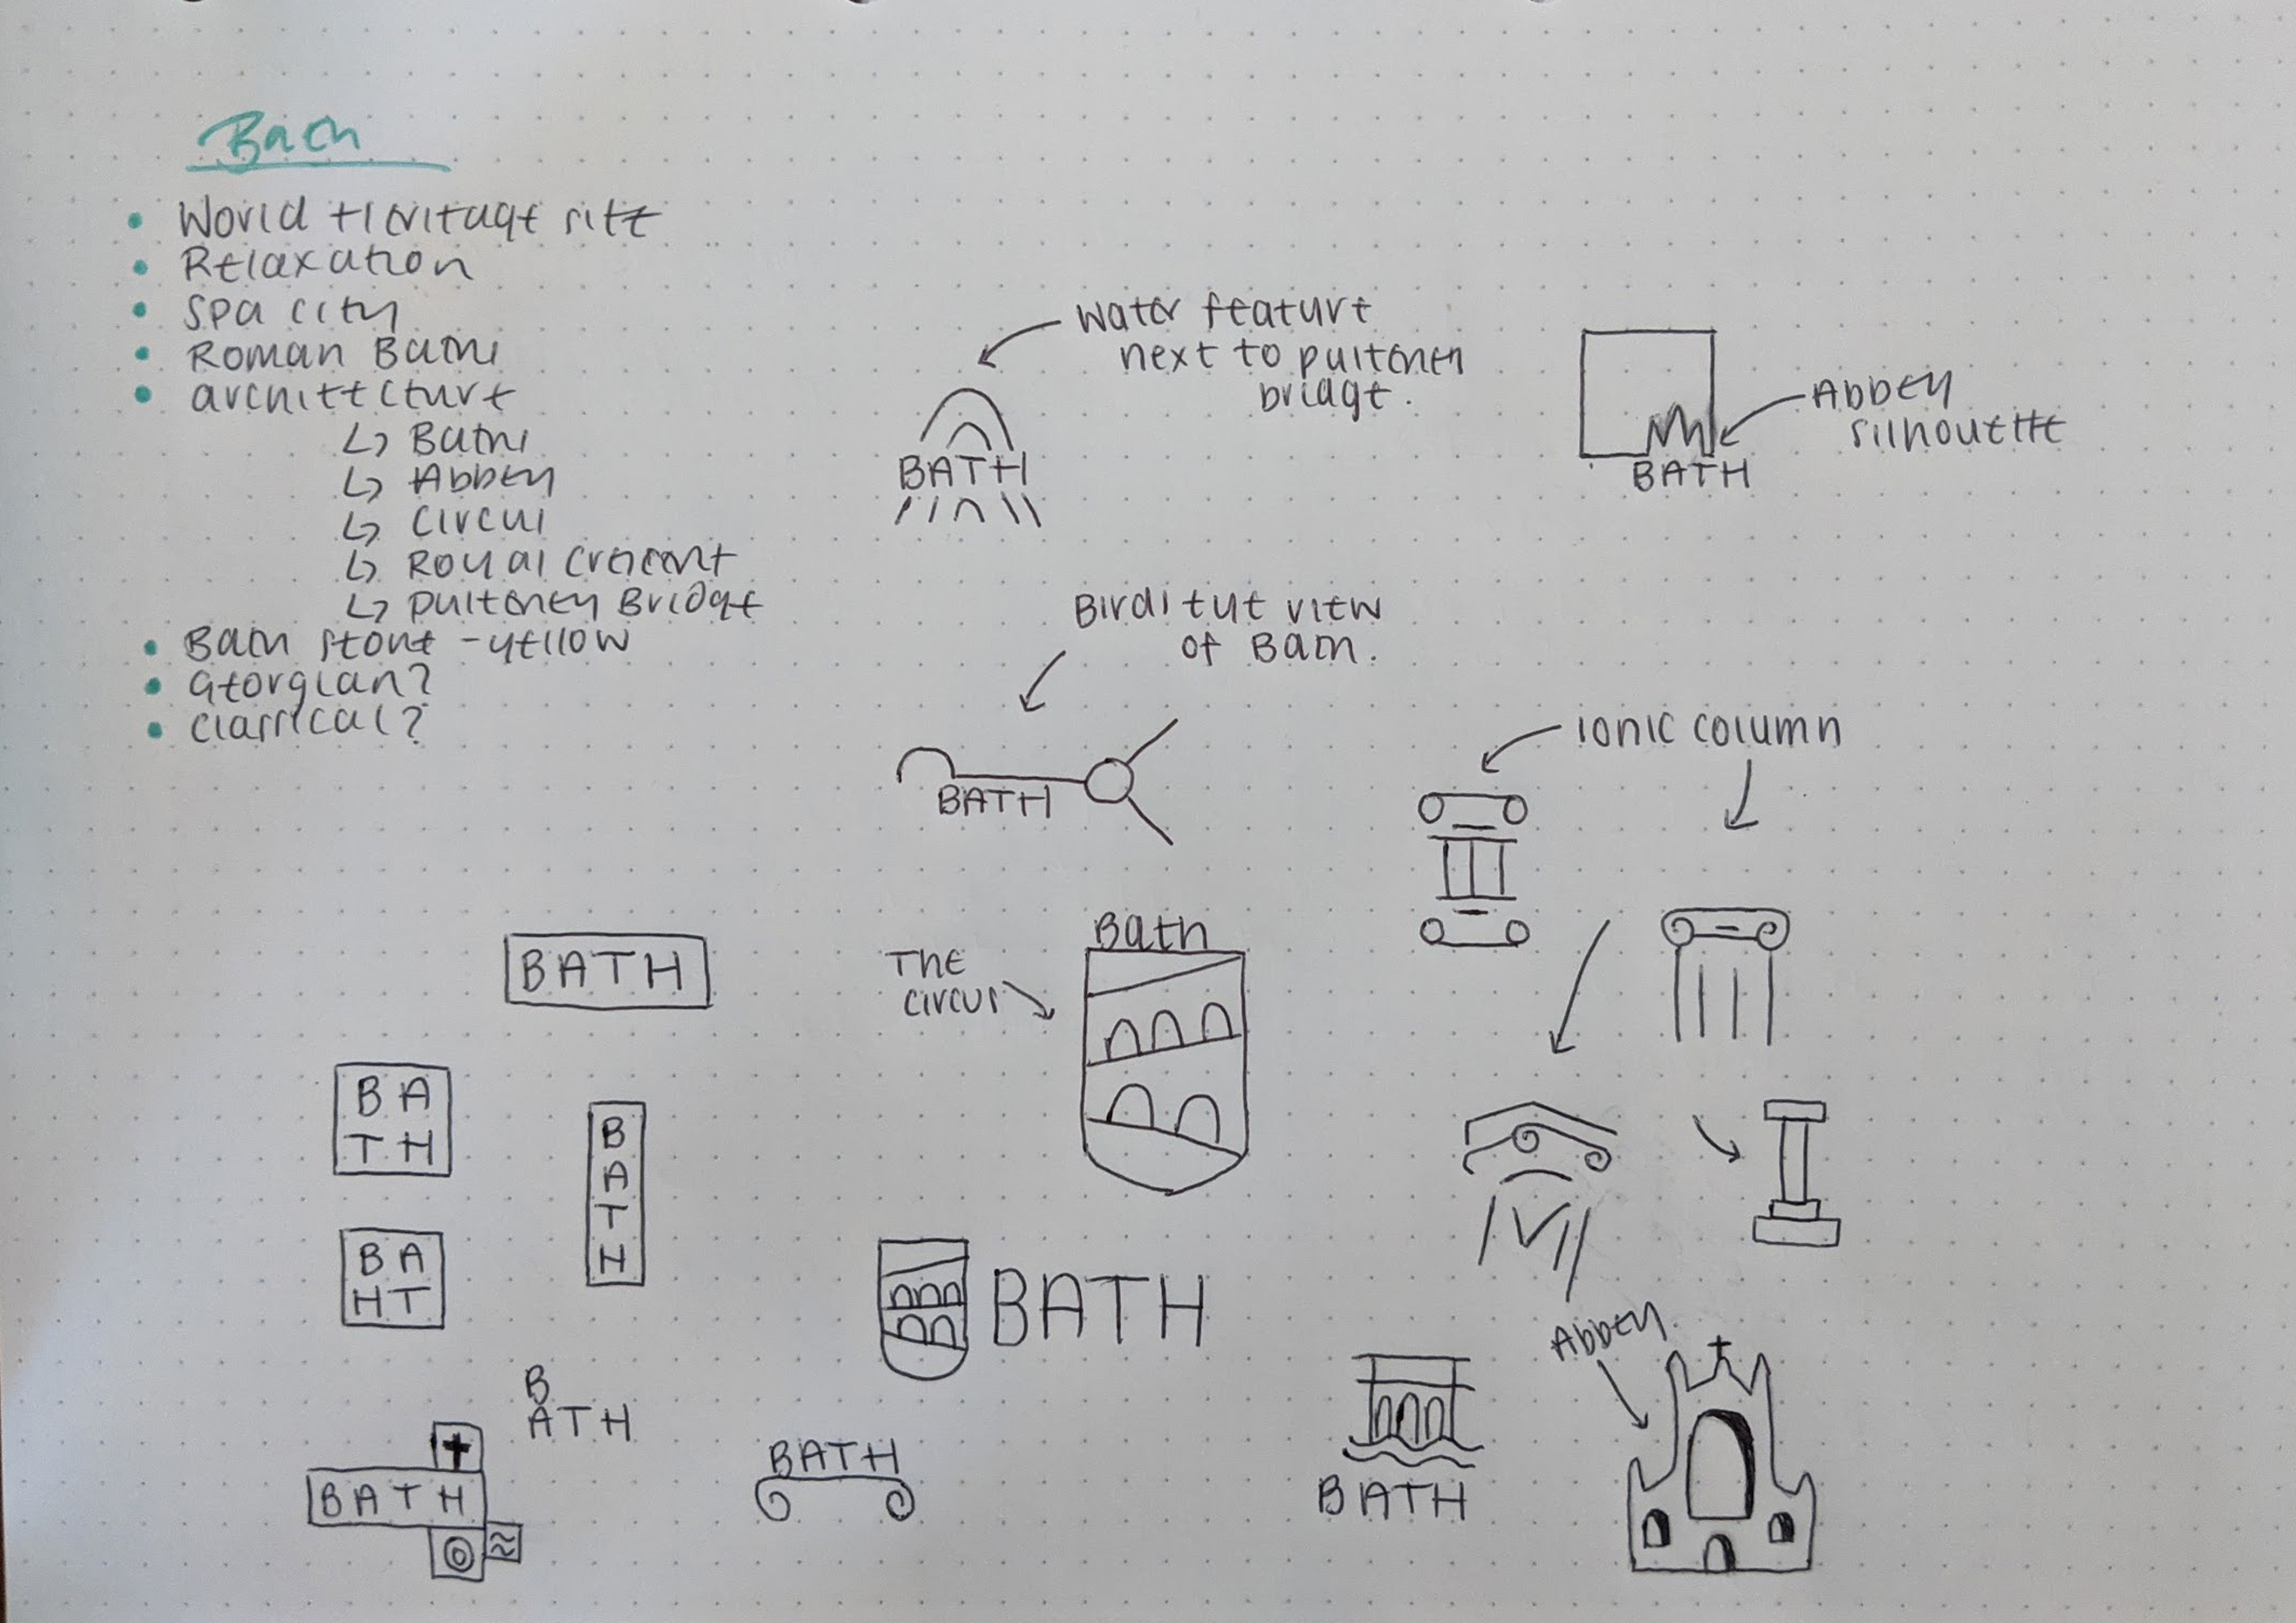 Bath
World Heritage site
Relaxation
Spa city
Roman Baths
architecture
Baths
Abbey
Circus
Royal Crescent
Pulteney Bridge
Bath stone - yellow
Georgian?
Classical?
Water feature
next to pulteney
bridge.
BATH
Abbey
silhouette
BATH
Birds eye view
of Bath.
BATH
ionic column
BATH
The
circus
Bath
BA
TH
B
A
T
H
BA
HT
BATH
B
ATH
BATH
BATH
Abbey
BATH